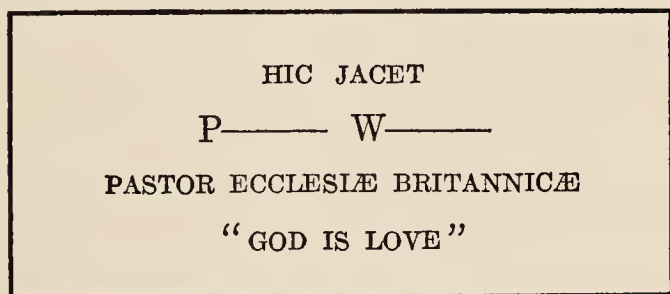 HIC JACET
P—— W——
PASTOR ECCLESIÆ BRITANNICÆ
“GOD IS LOVE”